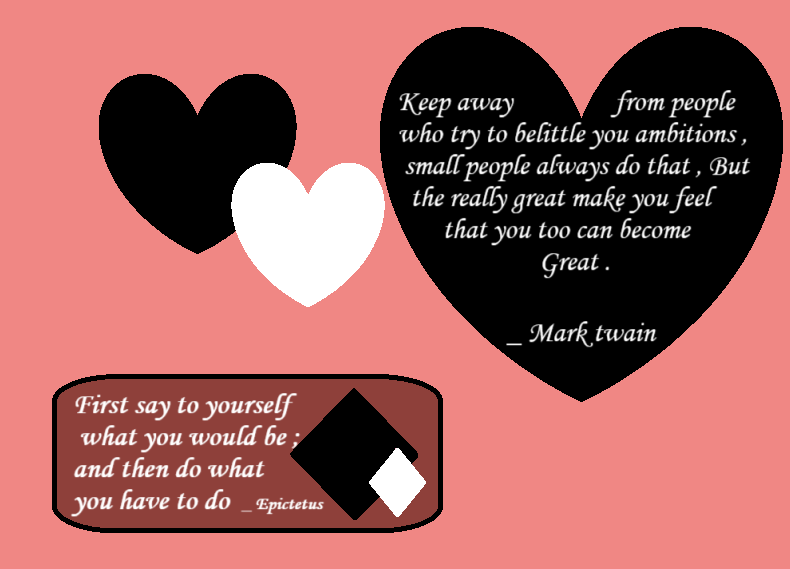 Keep away from people
who try to belittle you ambitions ,
small people always do that , But
the really great make you feel
that you too can become
Great .
_ Mark twain
First say to yourself
what you would be ;
and then do what
you have to do _ Epictetus